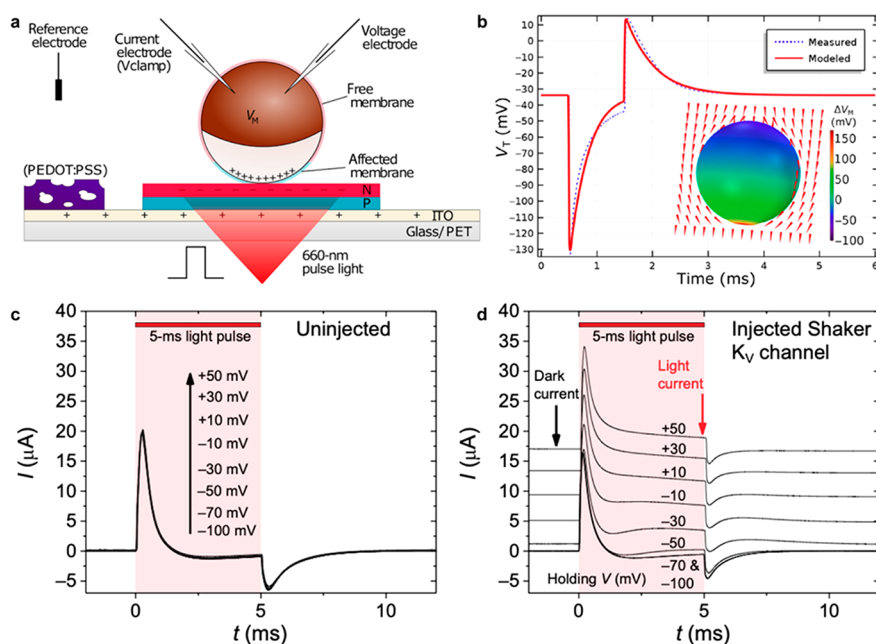 a
Reference
electrode
Current
electrode
(Vclamp)
Voltage
electrode
V_M
Free
membrane
Affected
membrane
+ + + + + + + + + +
(PEDOT:PSS)
N
P
+ + + + + + + + + ITO
Glass/PET
660-nm
pulse light
b
V_T (mV)
10
0
−10
−20
−30
−40
−50
−60
−70
−80
−90
−100
−110
−120
−130
Measured
Modeled
ΔV_M
(mV)
150
100
50
0
−50
−100
0 1 2 3 4 5 6
Time (ms)
c
I (μA)
40
35
30
25
20
15
10
5
0
−5
5-ms light pulse
Uninjected
+50 mV
+30 mV
+10 mV
−10 mV
−30 mV
−50 mV
−70 mV
−100 mV
0 5 10
t (ms)
d
I (μA)
40
35
30
25
20
15
10
5
0
−5
5-ms light pulse
Injected Shaker
K_V channel
Dark
current
Light
current
+50
+30
+10
−10
−30
−50
−70 &
−100
Holding V (mV)
0 5 10
t (ms)